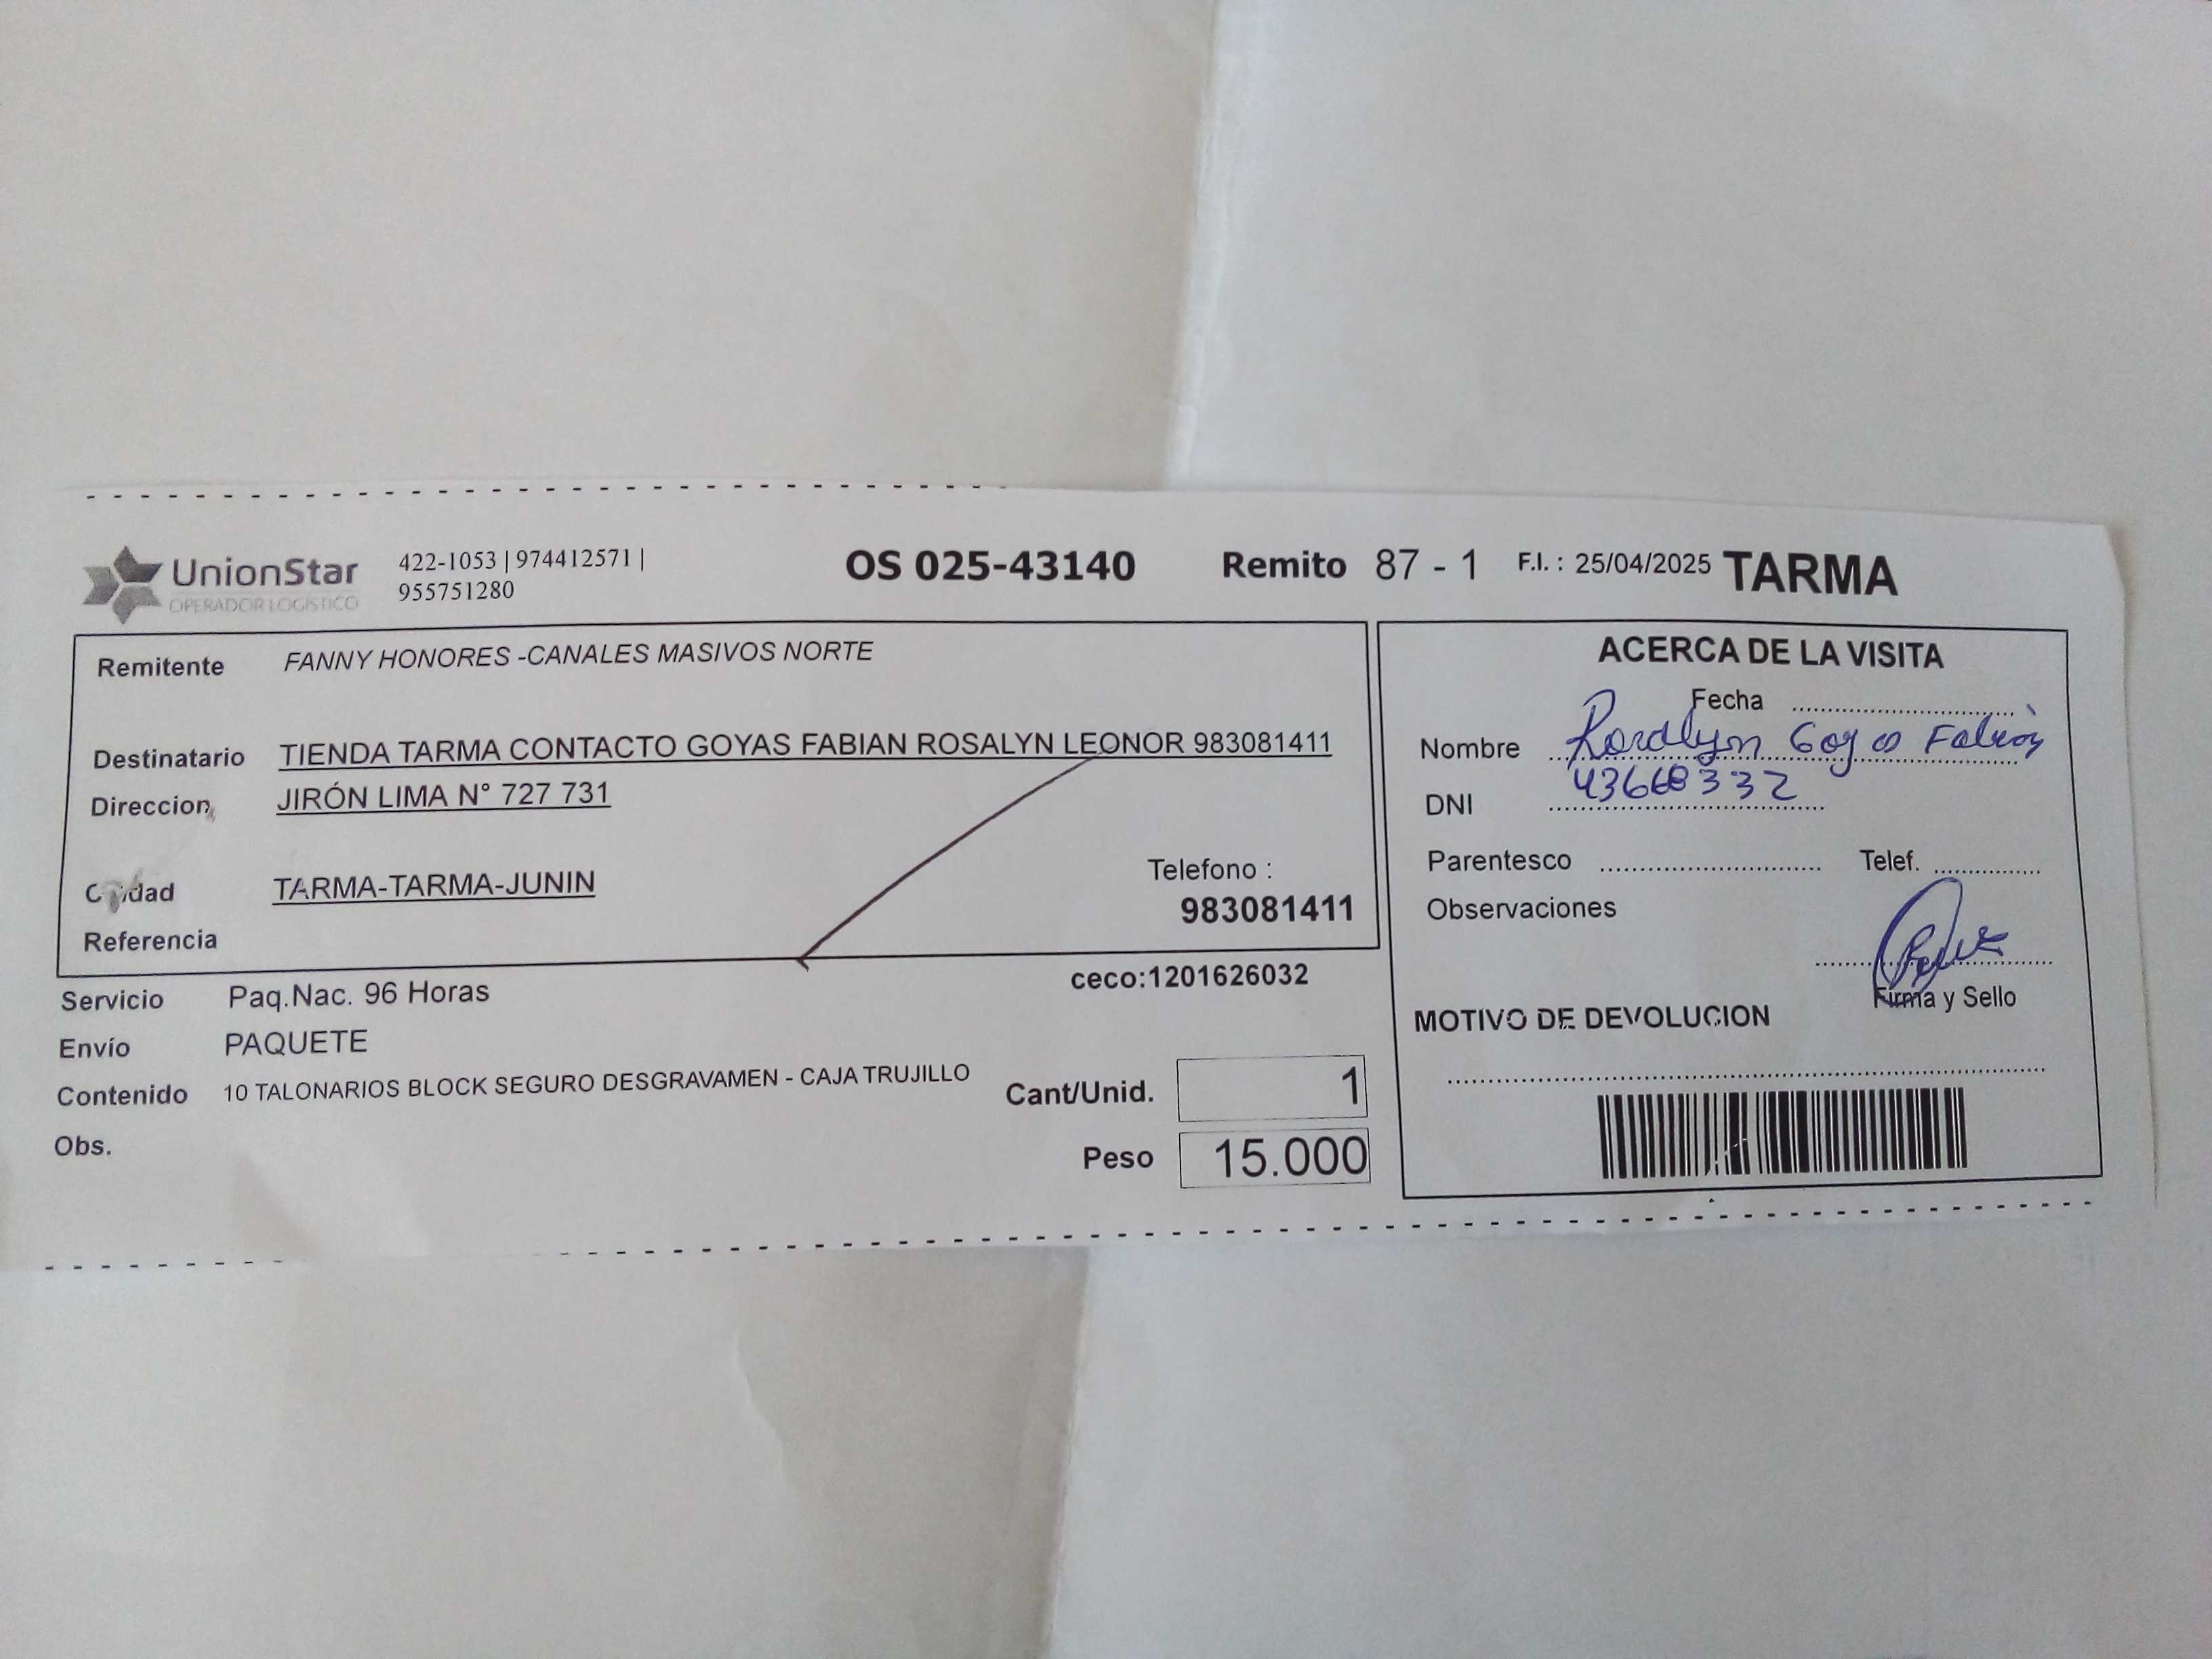 UnionStar
OPERADOR LOGÍSTICO
422-1053 | 974412571 |
955751280
OS 025-43140
Remito 87 - 1
F.I. : 25/04/2025
TARMA
Remitente FANNY HONORES -CANALES MASIVOS NORTE
Destinatario TIENDA TARMA CONTACTO GOYAS FABIAN ROSALYN LEONOR 983081411
Direccion JIRÓN LIMA N° 727 731
Ciudad TARMA-TARMA-JUNIN
Telefono :
983081411
Referencia
ceco:1201626032
Servicio Paq.Nac. 96 Horas
Envío PAQUETE
Contenido 10 TALONARIOS BLOCK SEGURO DESGRAVAMEN - CAJA TRUJILLO
Cant/Unid. 1
Obs.
Peso 15.000
ACERCA DE LA VISITA
Fecha
Nombre Rosalyn Goyas Fabián
DNI 43668332
Parentesco Telef.
Observaciones
Firma y Sello
MOTIVO DE DEVOLUCION